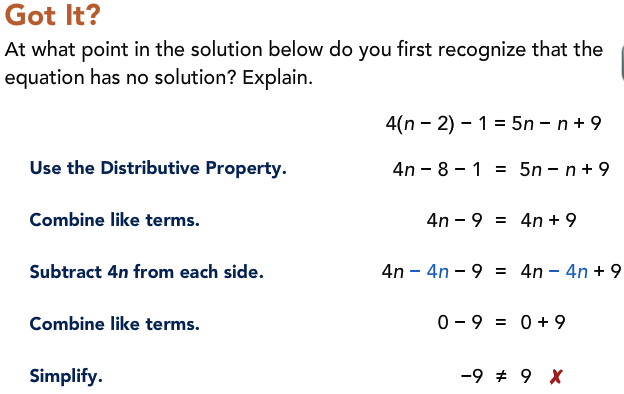 Got It?
At what point in the solution below do you first recognize that the
equation has no solution? Explain.
4(n − 2) − 1 = 5n − n + 9
Use the Distributive Property. 4n − 8 − 1 = 5n − n + 9
Combine like terms. 4n − 9 = 4n + 9
Subtract 4n from each side. 4n − 4n − 9 = 4n − 4n + 9
Combine like terms. 0 − 9 = 0 + 9
Simplify. −9 ≠ 9 ✗